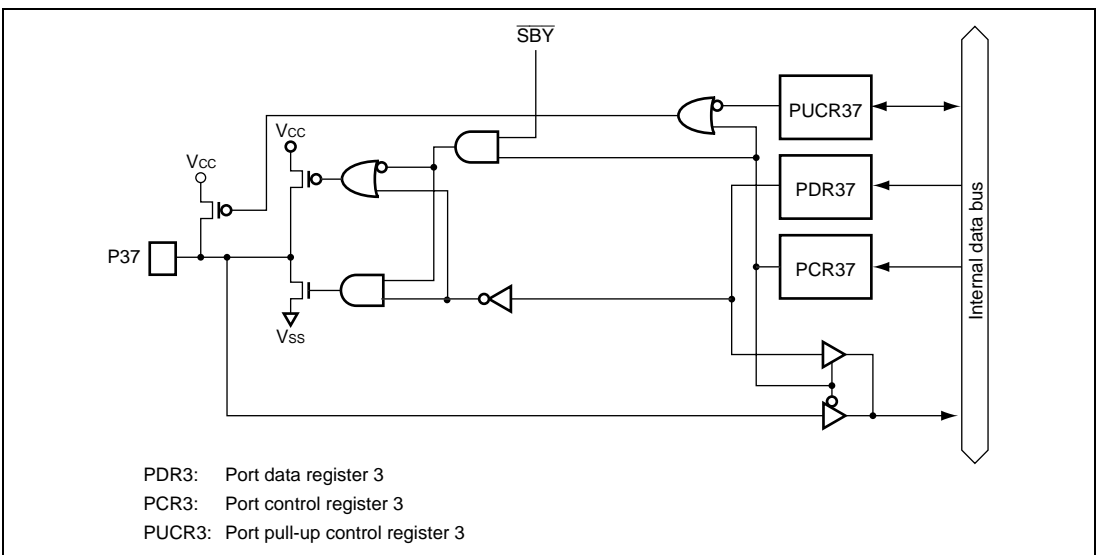 SBY
PUCR37
VCC
VCC
PDR37
P37
PCR37
VSS
Internal data bus
PDR3: Port data register 3
PCR3: Port control register 3
PUCR3: Port pull-up control register 3